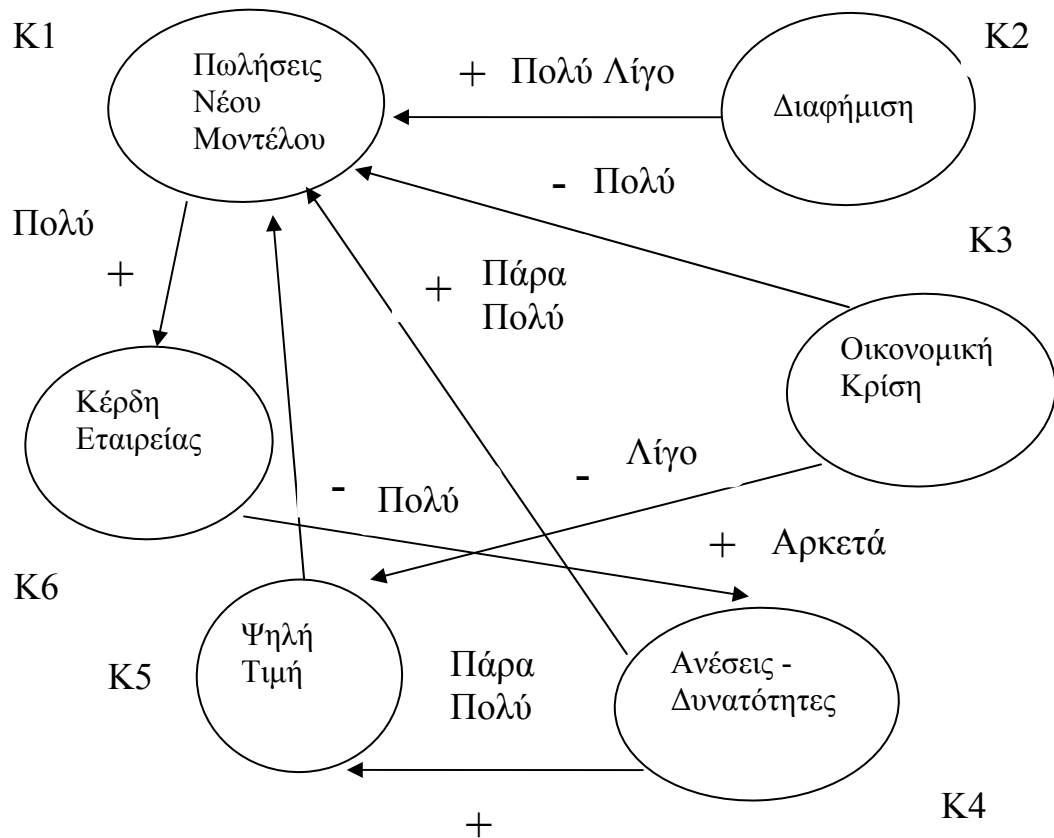 K1
Πωλήσεις
Νέου
Μοντέλου
+ Πολύ Λίγο
Διαφήμιση
K2
- Πολύ
Πολύ
+
+ Πάρα
Πολύ
K3
Οικονομική
Κρίση
Κέρδη
Εταιρείας
- Λίγο
- Πολύ
+ Αρκετά
K6
Ψηλή
Τιμή
K5
Πάρα
Πολύ
Ανέσεις -
Δυνατότητες
+
K4